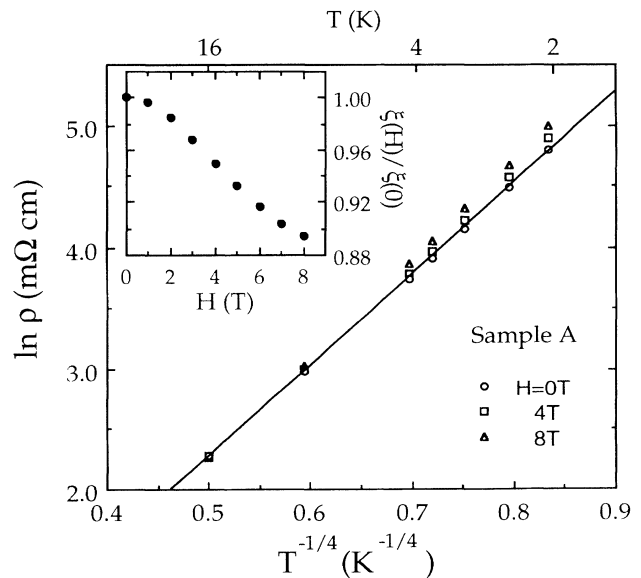 T (K)
16 4 2
5.0
4.0
3.0
2.0
ln ρ (mΩ cm)
1.00
0.96
0.92
0.88
ξ(H)/ξ(0)
0 2 4 6 8
H (T)
Sample A
H=0T
4T
8T
0.4 0.5 0.6 0.7 0.8 0.9
T^-1/4 (K^-1/4)